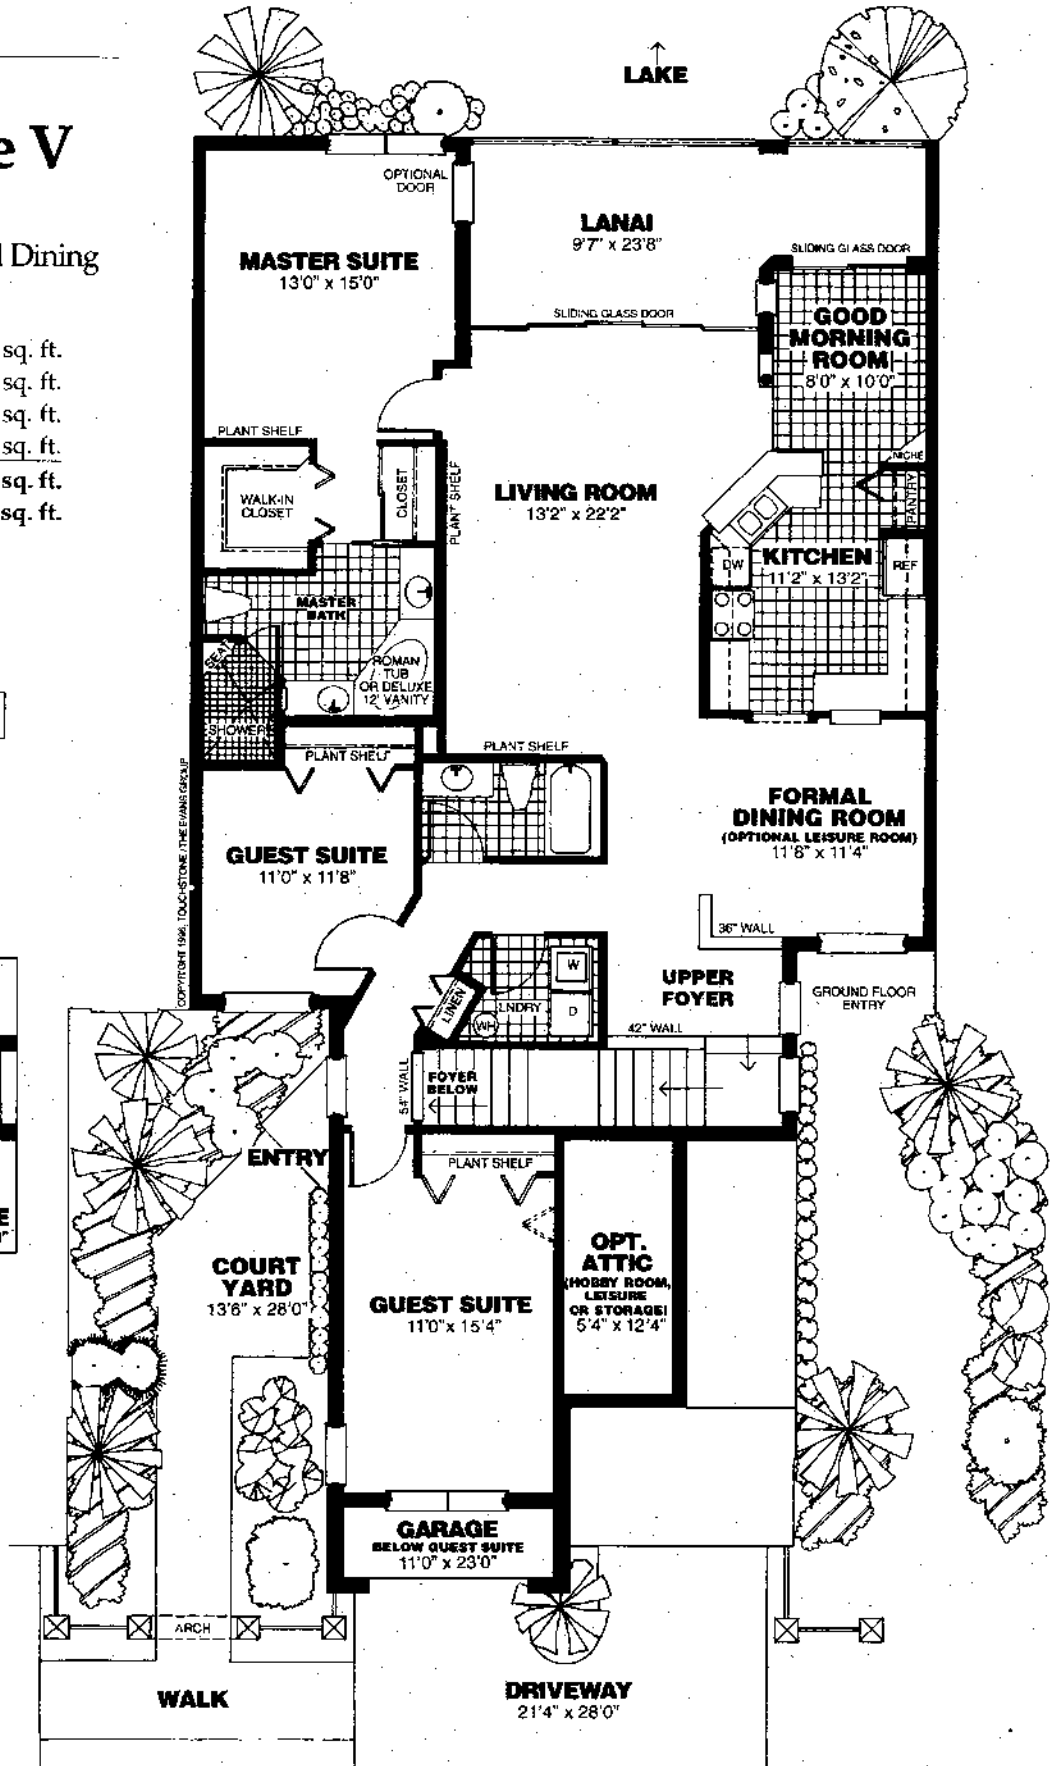 LAKE
e V
Dining
sq. ft.
sq. ft.
sq. ft.
sq. ft.
sq. ft.
sq. ft.
OPTIONAL
DOOR
LANAI
9'7" x 23'8"
MASTER SUITE
13'0" x 15'0"
SLIDING GLASS DOOR
SLIDING GLASS DOOR
GOOD
MORNING
ROOM
8'0" x 10'0"
PLANT SHELF
NICHE
WALK-IN
CLOSET
CLOSET
PLANT SHELF
LIVING ROOM
13'2" x 22'2"
PANTRY
KITCHEN
11'2" x 13'2"
DW
REF
MASTER
BATH
SEAT
ROMAN
TUB
OR DELUXE
12' VANITY
SHOWER
PLANT SHELF
PLANT SHELF
COPYRIGHT 1996, TOUCHSTONE / THE EVANS GROUP
FORMAL
DINING ROOM
(OPTIONAL LEISURE ROOM)
11'8" x 11'4"
GUEST SUITE
11'0" x 11'8"
36" WALL
W
UPPER
FOYER
GROUND FLOOR
ENTRY
LINEN
LNDRY
D
WH
42" WALL
54" WALL
FOYER
BELOW
ENTRY
PLANT SHELF
COURT
YARD
13'6" x 28'0"
OPT.
ATTIC
(HOBBY ROOM,
LEISURE
OR STORAGE)
5'4" x 12'4"
GUEST SUITE
11'0" x 15'4"
GARAGE
BELOW GUEST SUITE
11'0" x 23'0"
ARCH
WALK
DRIVEWAY
21'4" x 28'0"